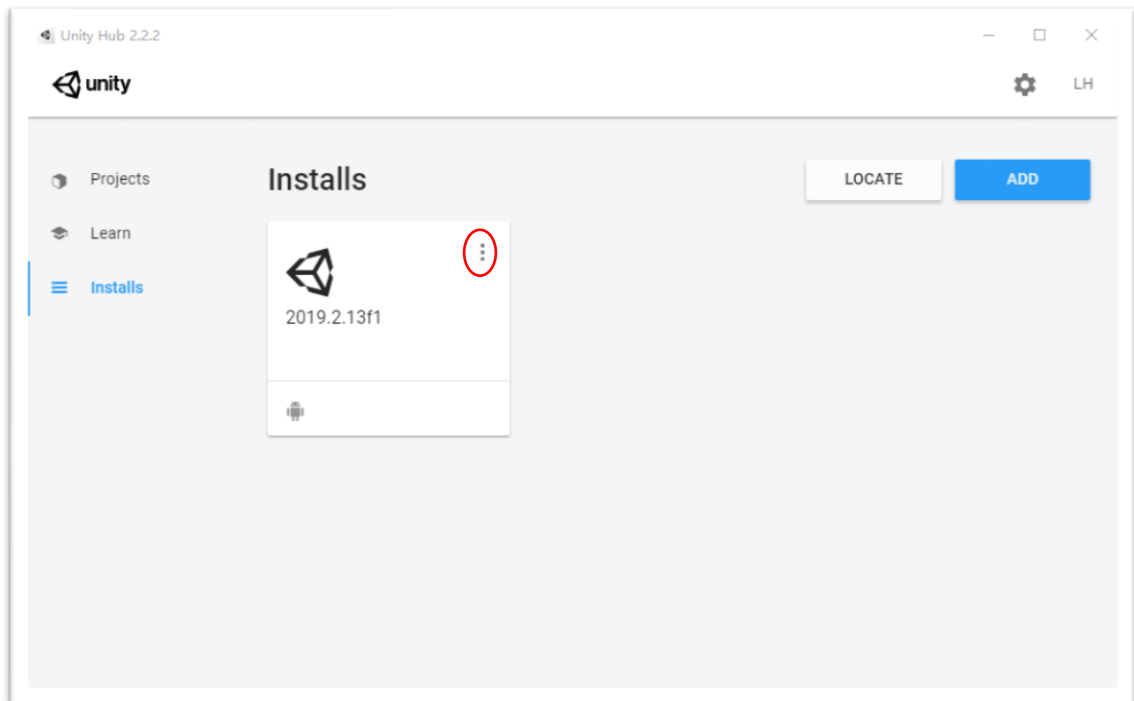 Unity Hub 2.2.2
unity
LH
Projects
Installs
LOCATE
ADD
Learn
Installs
2019.2.13f1